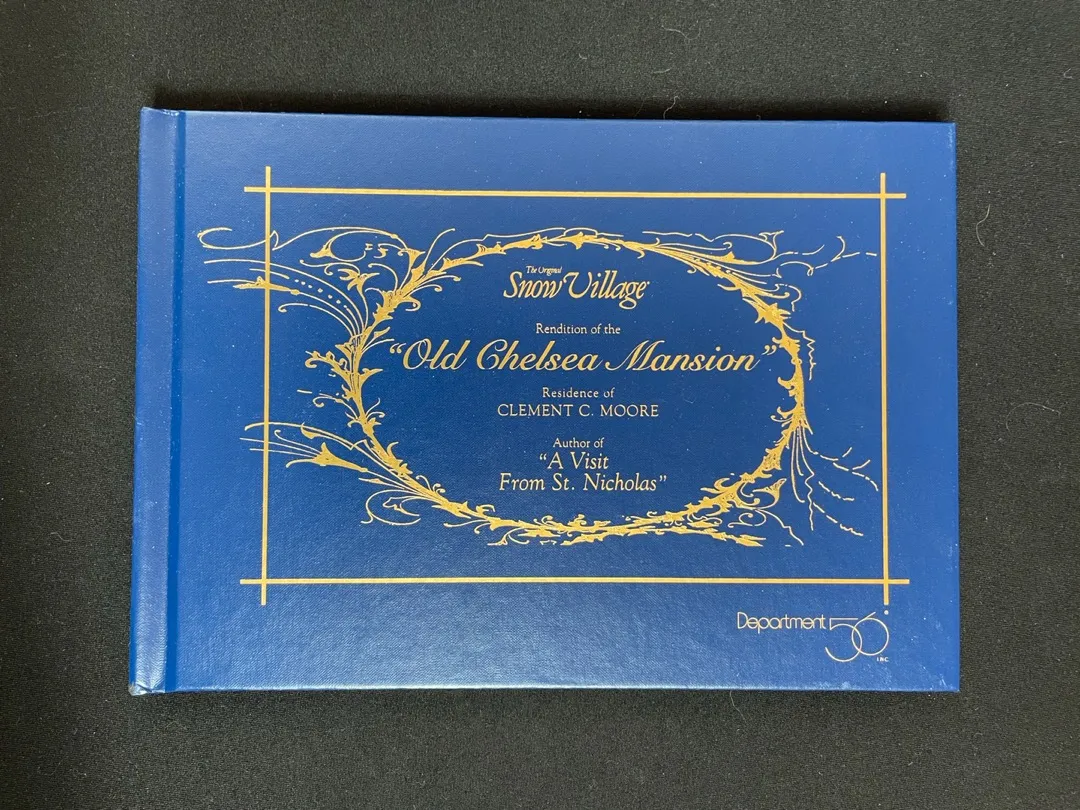 The Original
Snow Village
Rendition of the
“Old Chelsea Mansion”
Residence of
CLEMENT C. MOORE
Author of
“A Visit
From St. Nicholas”
Department 56
INC.